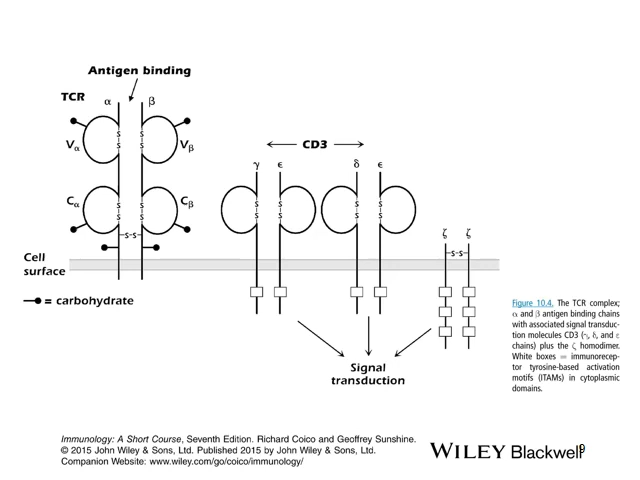 Antigen binding
TCR
α
β
S
S
S
S
Vα
Vβ
Cα
Cβ
S
S
S
S
-S-S-
CD3
γ
ε
δ
ε
S
S
S
S
S
S
S
S
ζ
ζ
-S-S-
Cell
surface
= carbohydrate
Signal
transduction
Figure 10.4. The TCR complex;
α and β antigen binding chains
with associated signal transduc-
tion molecules CD3 (γ, δ, and ε
chains) plus the ζ homodimer.
White boxes = immunorecep-
tor tyrosine-based activation
motifs (ITAMs) in cytoplasmic
domains.
Immunology: A Short Course, Seventh Edition. Richard Coico and Geoffrey Sunshine.
© 2015 John Wiley & Sons, Ltd. Published 2015 by John Wiley & Sons, Ltd.
Companion Website: www.wiley.com/go/coico/immunology/
WILEY Blackwell
9